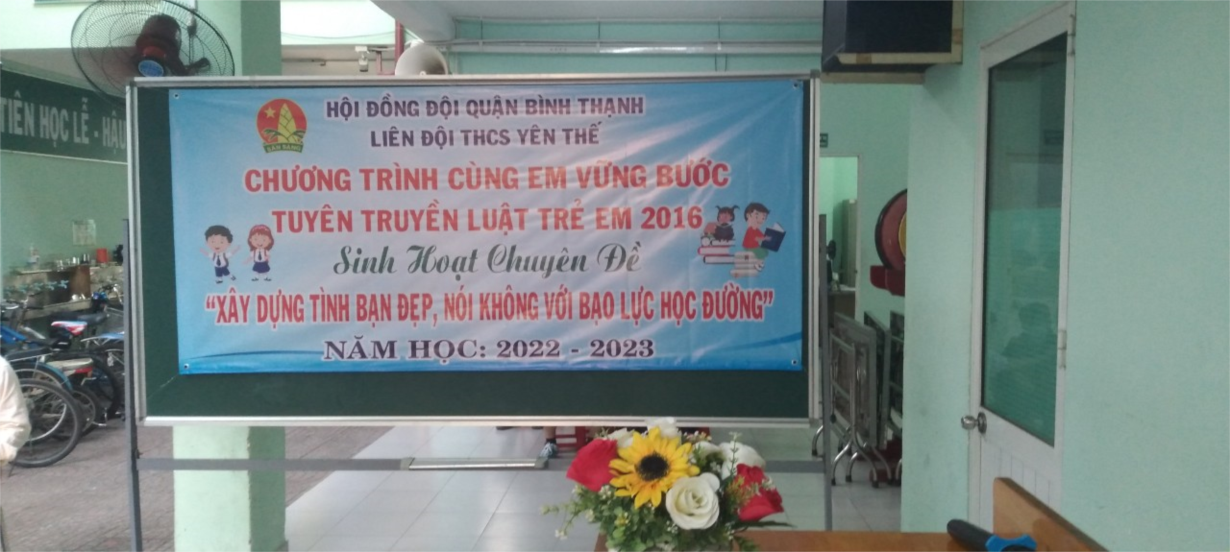 TIÊN HỌC LỄ - HẬU
HỘI ĐỒNG ĐỘI QUẬN BÌNH THẠNH
LIÊN ĐỘI THCS YÊN THẾ
SẴN SÀNG
CHƯƠNG TRÌNH CÙNG EM VỮNG BƯỚC
TUYÊN TRUYỀN LUẬT TRẺ EM 2016
Sinh Hoạt Chuyên Đề
"XÂY DỰNG TÌNH BẠN ĐẸP, NÓI KHÔNG VỚI BẠO LỰC HỌC ĐƯỜNG"
NĂM HỌC: 2022 - 2023